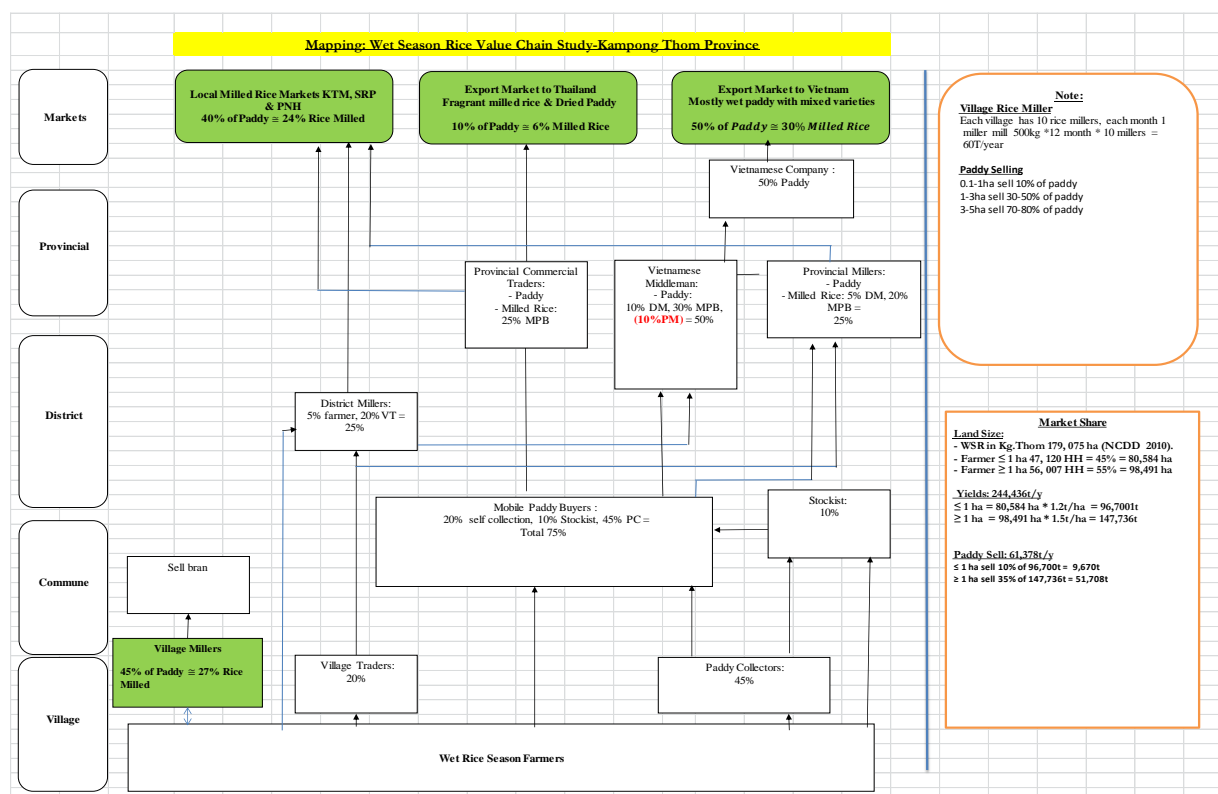 Mapping: Wet Season Rice Value Chain Study-Kampong Thom Province
Markets
Local Milled Rice Markets KTM, SRP
& PNH
40% of Paddy ≅ 24% Rice Milled
Export Market to Thailand
Fragrant milled rice & Dried Paddy
10% of Paddy ≅ 6% Milled Rice
Export Market to Vietnam
Mostly wet paddy with mixed varieties
50% of Paddy ≅ 30% Milled Rice
Vietnamese Company :
50% Paddy
Provincial
Provincial Commercial
Traders:
- Paddy
- Milled Rice:
25% MPB
Vietnamese
Middleman:
- Paddy:
10% DM, 30% MPB,
(10%PM) = 50%
Provincial Millers:
- Paddy
- Milled Rice: 5% DM, 20%
MPB =
25%
District
District Millers:
5% farmer, 20% VT =
25%
Mobile Paddy Buyers :
20% self collection, 10% Stockist, 45% PC =
Total 75%
Stockist:
10%
Commune
Sell bran
Village Millers
45% of Paddy ≅ 27% Rice
Milled
Village Traders:
20%
Paddy Collectors:
45%
Village
Wet Rice Season Farmers
Note:
Village Rice Miller
Each village has 10 rice millers, each month 1
miller mill 500kg *12 month * 10 millers =
60T/year
Paddy Selling
0.1-1ha sell 10% of paddy
1-3ha sell 30-50% of paddy
3-5ha sell 70-80% of paddy
Market Share
Land Size:
- WSR in Kg.Thom 179, 075 ha (NCDD 2010).
- Farmer ≤ 1 ha 47, 120 HH = 45% = 80,584 ha
- Farmer ≥ 1 ha 56, 007 HH = 55% = 98,491 ha
Yields: 244,436t/y
≤ 1 ha = 80,584 ha * 1.2t/ha = 96,7001t
≥ 1 ha = 98,491 ha * 1.5t/ha = 147,736t
Paddy Sell: 61,378t/y
≤ 1 ha sell 10% of 96,700t = 9,670t
≥ 1 ha sell 35% of 147,736t = 51,708t